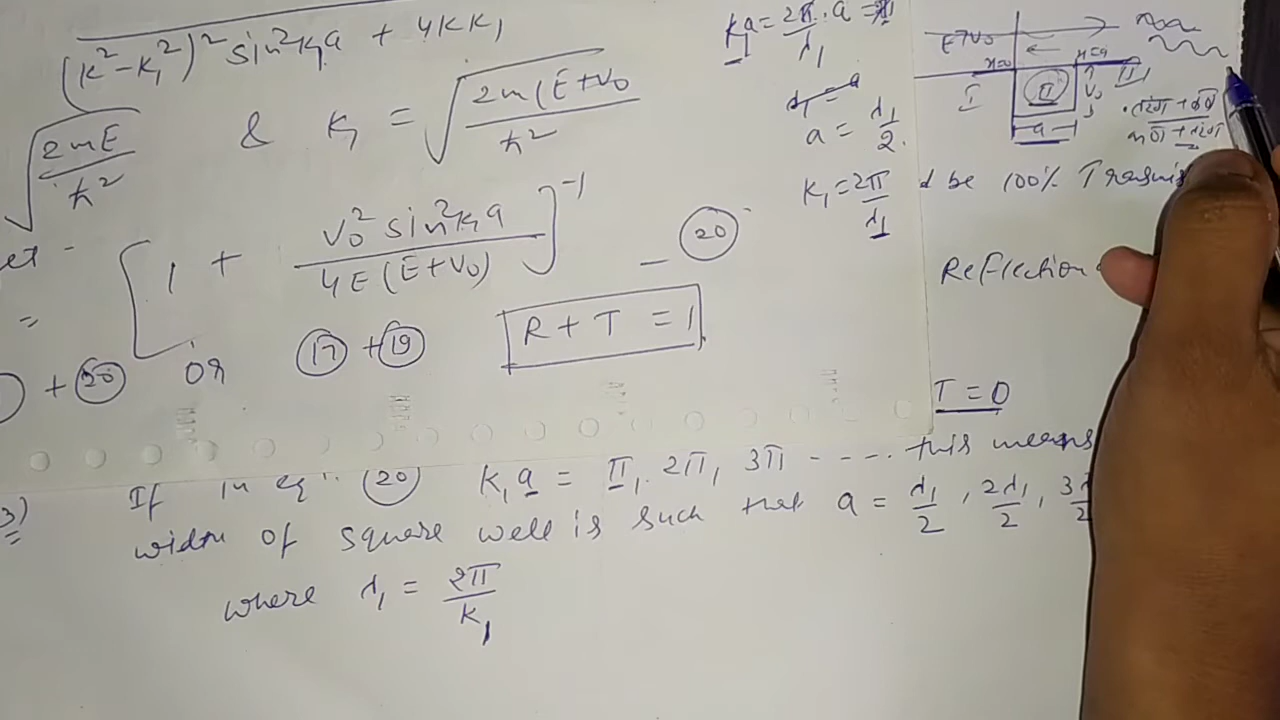 (K²-K₁²)² sin²K₁a + 4KK₁
√(2mE/ħ²) & K₁ = √(2m(E+V₀/ħ²)
= [1 + V₀² sin²K₁a / 4E(E+V₀)]⁻¹ — (20)
+ (20) or (17) + (19) R + T = 1
K₁a = 2π/λ₁ . a = π
a = λ₁/2.
K₁ = 2π/λ₁
E>V₀
x=0 x=a
I II V₀ III
a
be 100%
Reflection
T = 0
3) If in eqⁿ. (20) K₁a = π, 2π, 3π ---- this means
width of square well is such that a = λ₁/2, 2λ₁/2, 3
where λ₁ = 2π/K₁